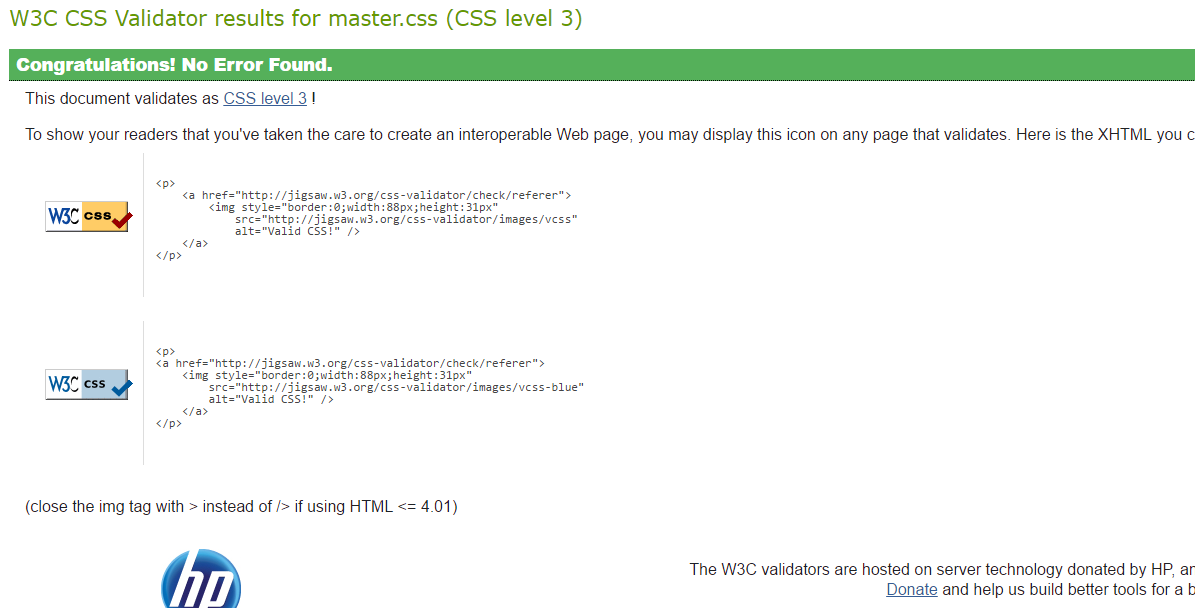 W3C CSS Validator results for master.css (CSS level 3)
Congratulations! No Error Found.
This document validates as CSS level 3 !
To show your readers that you've taken the care to create an interoperable Web page, you may display this icon on any page that validates. Here is the XHTML you c
W3C css
<p>
<a href="http://jigsaw.w3.org/css-validator/check/referer">
<img style="border:0;width:88px;height:31px"
src="http://jigsaw.w3.org/css-validator/images/vcss"
alt="Valid CSS!" />
</a>
</p>
W3C css
<p>
<a href="http://jigsaw.w3.org/css-validator/check/referer">
<img style="border:0;width:88px;height:31px"
src="http://jigsaw.w3.org/css-validator/images/vcss-blue"
alt="Valid CSS!" />
</a>
</p>
(close the img tag with > instead of /> if using HTML <= 4.01)
hp
The W3C validators are hosted on server technology donated by HP, an
Donate and help us build better tools for a b